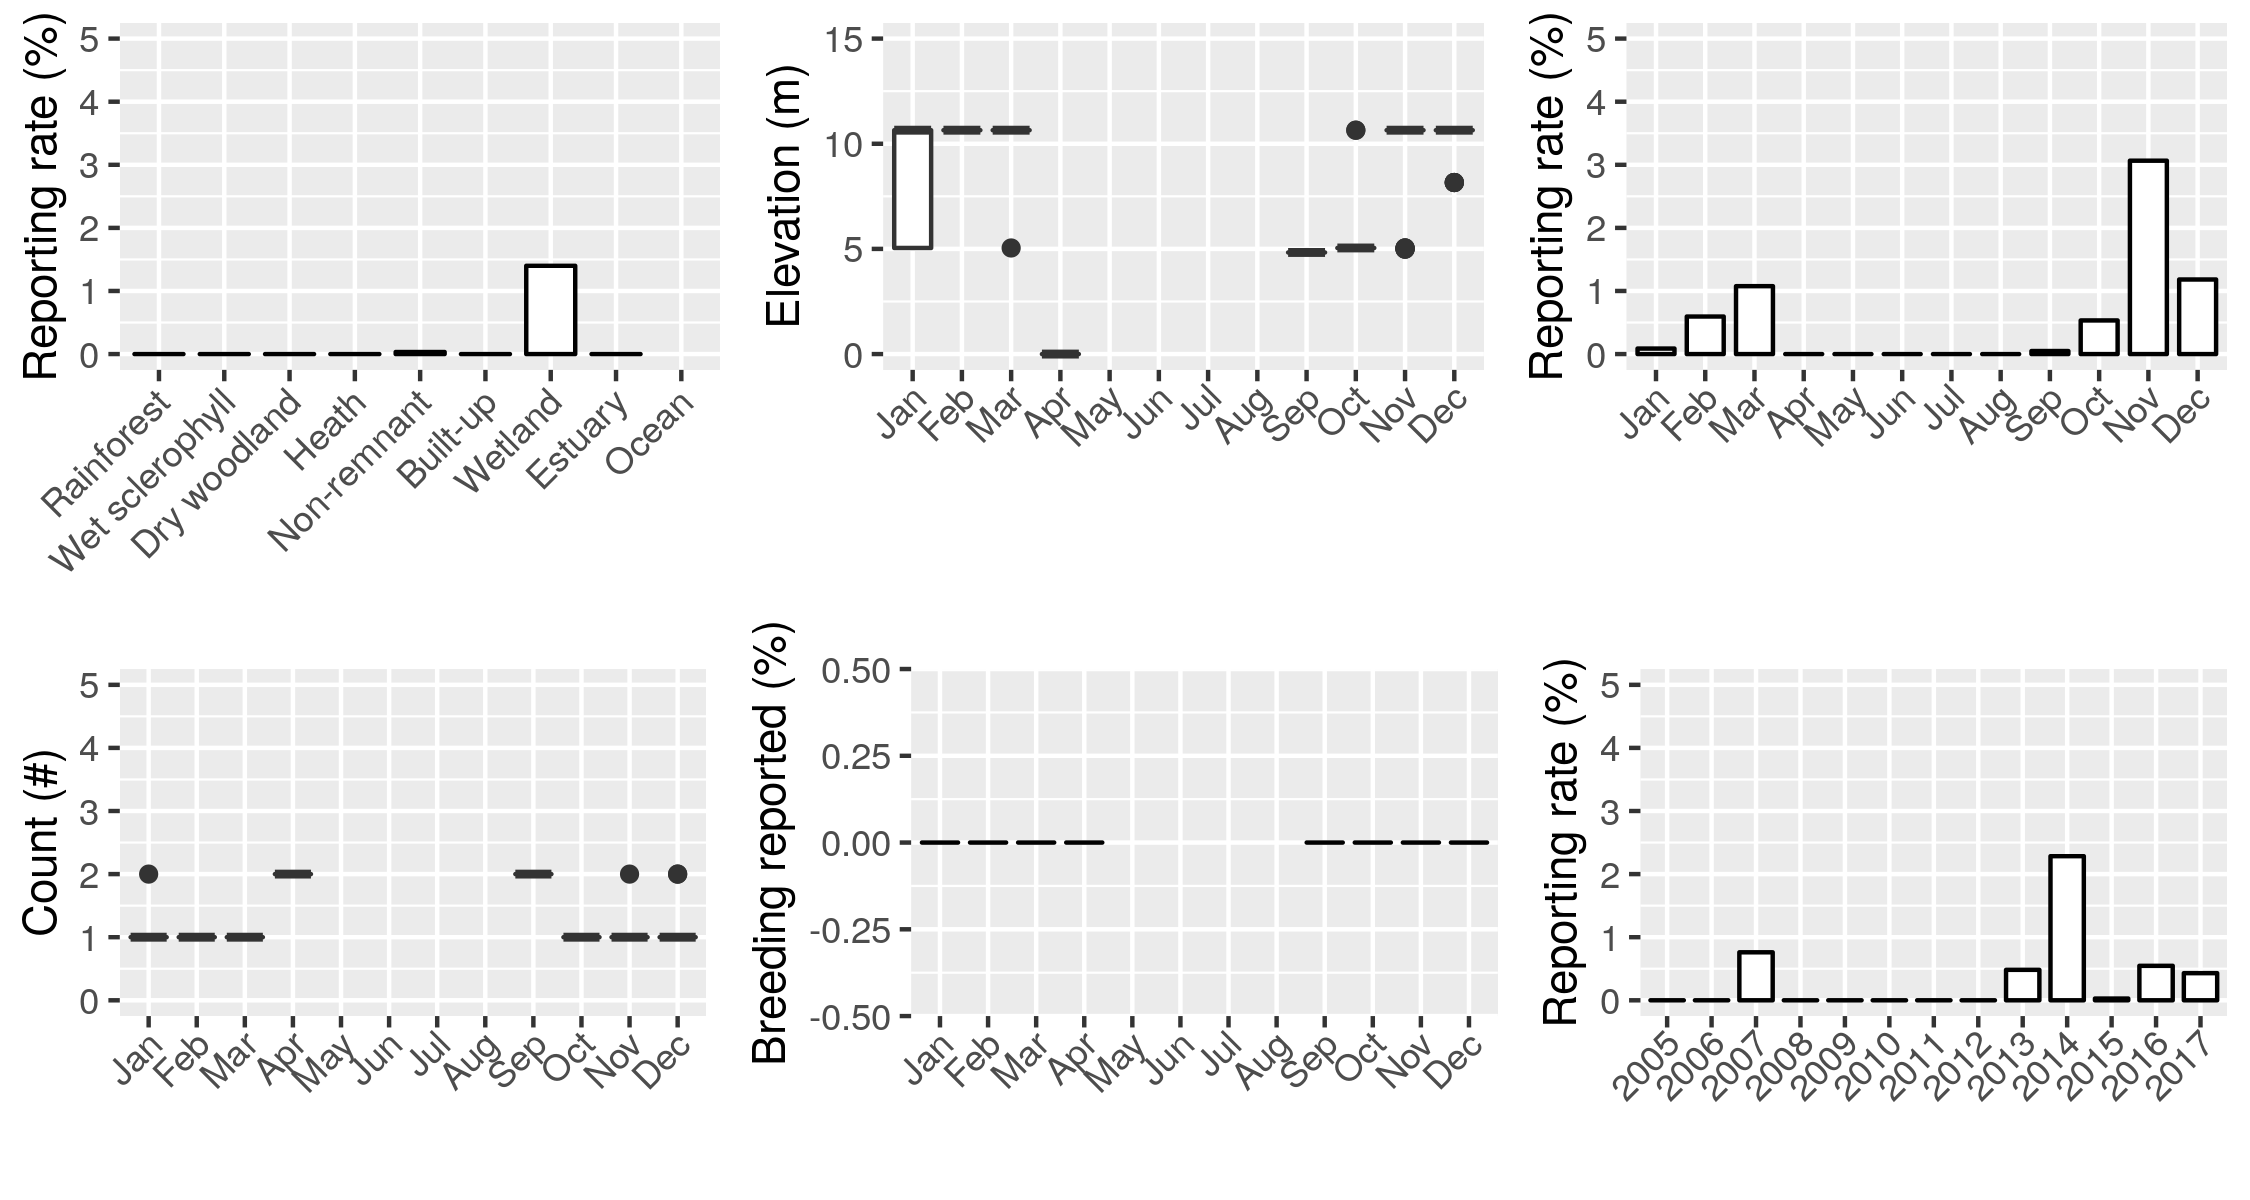 Reporting rate (%)
5
4
3
2
1
0
Rainforest
Wet sclerophyll
Dry woodland
Heath
Non-remnant
Built-up
Wetland
Estuary
Ocean
Elevation (m)
15
10
5
0
Jan
Feb
Mar
Apr
May
Jun
Jul
Aug
Sep
Oct
Nov
Dec
Reporting rate (%)
5
4
3
2
1
0
Jan
Feb
Mar
Apr
May
Jun
Jul
Aug
Sep
Oct
Nov
Dec
Count (#)
5
4
3
2
1
0
Jan
Feb
Mar
Apr
May
Jun
Jul
Aug
Sep
Oct
Nov
Dec
Breeding reported (%)
0.50
0.25
0.00
-0.25
-0.50
Jan
Feb
Mar
Apr
May
Jun
Jul
Aug
Sep
Oct
Nov
Dec
Reporting rate (%)
5
4
3
2
1
0
2005
2006
2007
2008
2009
2010
2011
2012
2013
2014
2015
2016
2017